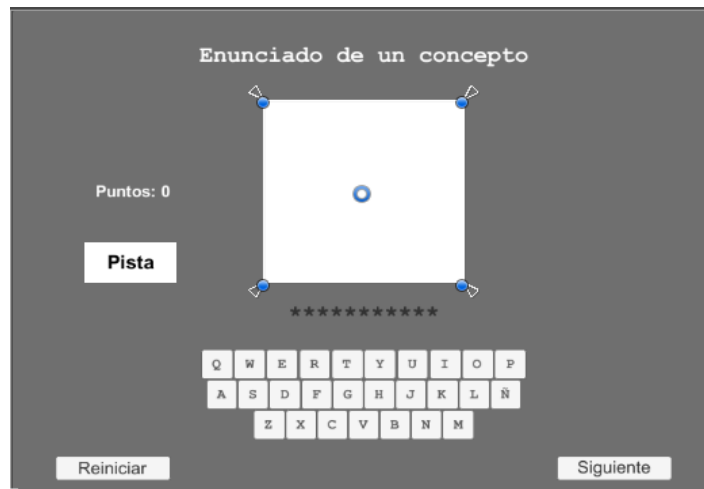 Enunciado de un concepto
Puntos: 0
Pista
***********
Q W E R T Y U I O P
A S D F G H J K L Ñ
Z X C V B N M
Reiniciar
Siguiente